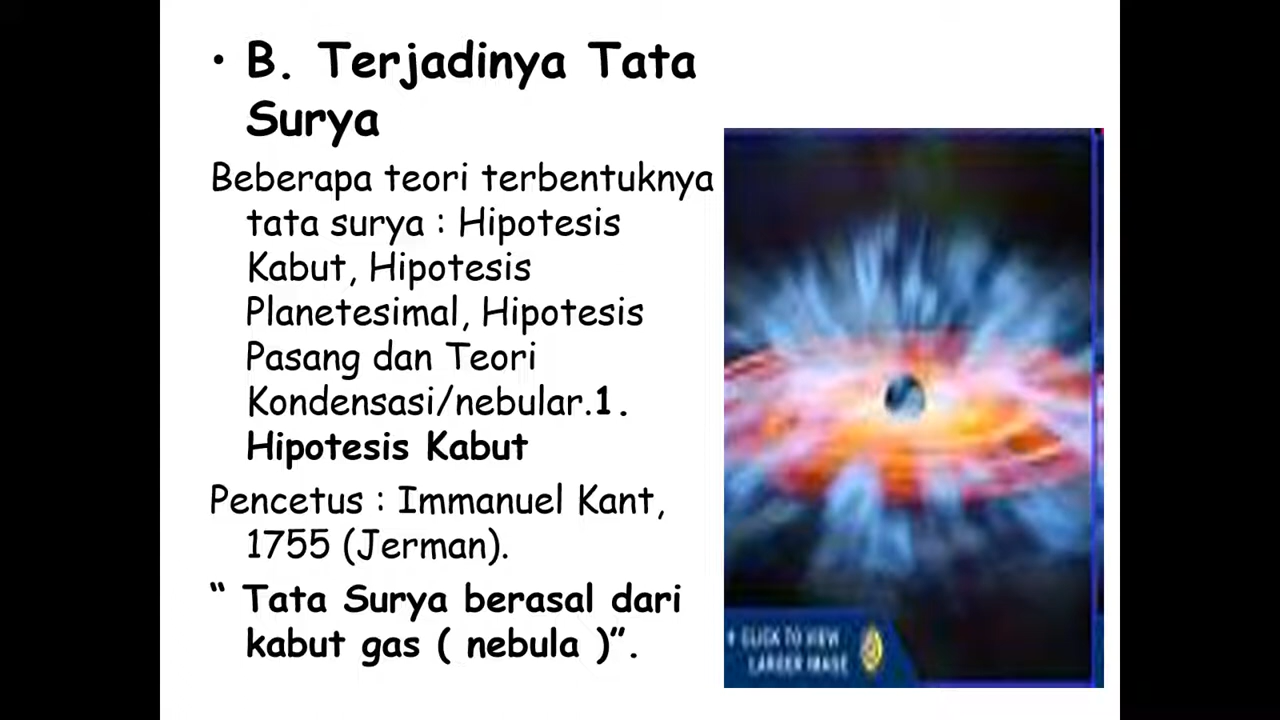 • B. Terjadinya Tata
Surya
Beberapa teori terbentuknya
tata surya : Hipotesis
Kabut, Hipotesis
Planetesimal, Hipotesis
Pasang dan Teori
Kondensasi/nebular.1.
Hipotesis Kabut
Pencetus : Immanuel Kant,
1755 (Jerman).
“ Tata Surya berasal dari
kabut gas ( nebula )”.
CLICK TO VIEW
LARGER IMAGE